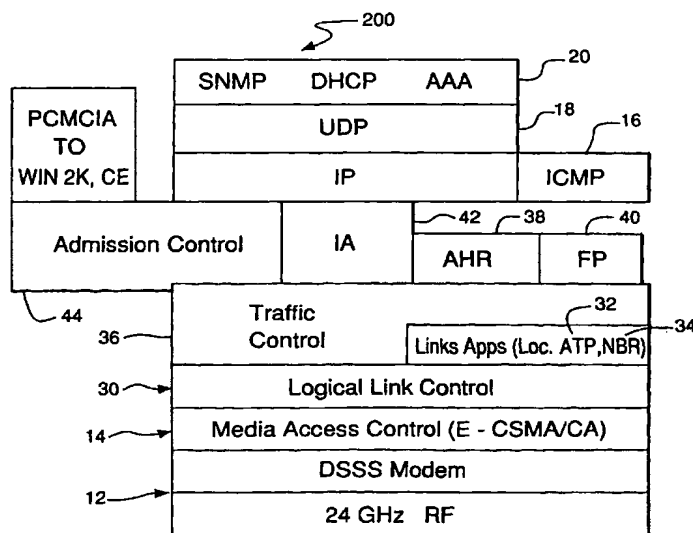 200
SNMP DHCP AAA
20
PCMCIA
TO
WIN 2K, CE
UDP
18
16
IP
ICMP
42
38
40
Admission Control
IA
AHR
FP
44
Traffic
Control
32
34
36
Links Apps (Loc. ATP,NBR)
30
Logical Link Control
14
Media Access Control (E - CSMA/CA)
DSSS Modem
12
24 GHz RF